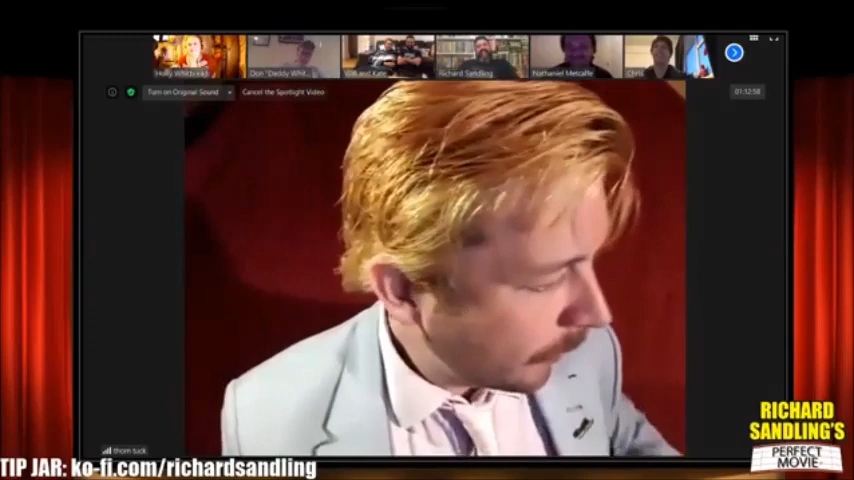 Holly Whitbread
Don "Daddy Whit...
Will and Kate
Richard Sandling
Nathaniel Metcalfe
Chris
Turn on Original Sound
Cancel the Spotlight Video
01:12:58
thom tuck
TIP JAR: ko-fi.com/richardsandling
RICHARD
SANDLING'S
PERFECT
MOVIE